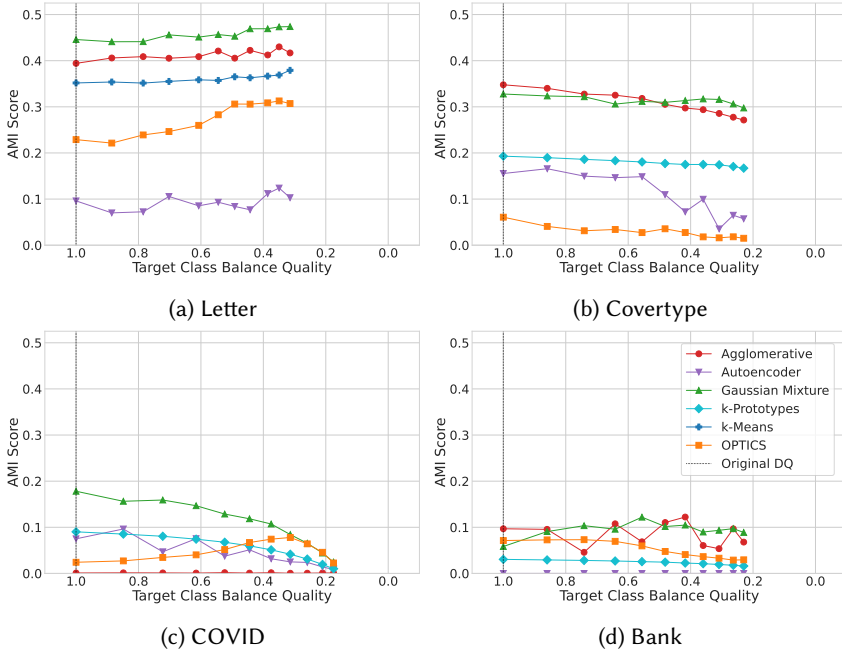 0.5
0.4
0.3
0.2
0.1
0.0
AMI Score
1.0 0.8 0.6 0.4 0.2 0.0
Target Class Balance Quality
(a) Letter
0.5
0.4
0.3
0.2
0.1
0.0
AMI Score
1.0 0.8 0.6 0.4 0.2 0.0
Target Class Balance Quality
(b) Covertype
0.5
0.4
0.3
0.2
0.1
0.0
AMI Score
1.0 0.8 0.6 0.4 0.2 0.0
Target Class Balance Quality
(c) COVID
0.5
0.4
0.3
0.2
0.1
0.0
AMI Score
Agglomerative
Autoencoder
Gaussian Mixture
k-Prototypes
k-Means
OPTICS
Original DQ
1.0 0.8 0.6 0.4 0.2 0.0
Target Class Balance Quality
(d) Bank